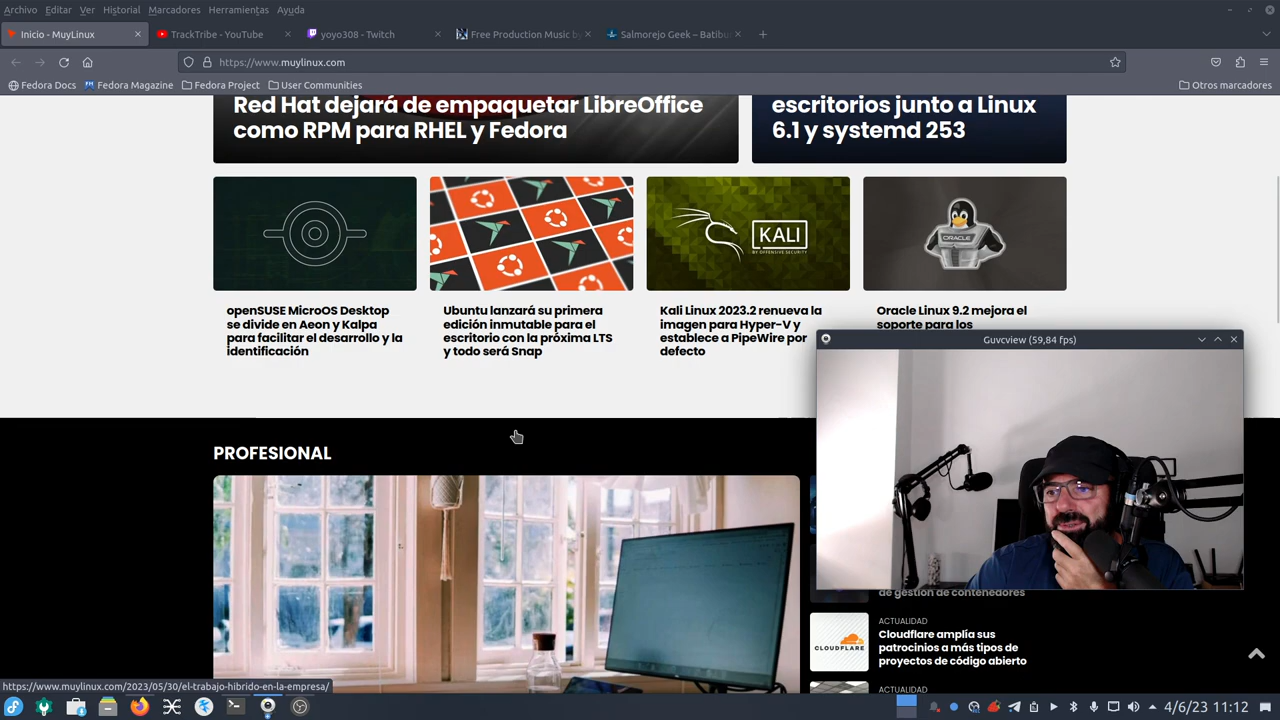 Archivo Editar Ver Historial Marcadores Herramientas Ayuda
Inicio - MuyLinux
TrackTribe - YouTube
yoyo308 - Twitch
Free Production Music by
Salmorejo Geek – Batibu
https://www.muylinux.com
Fedora Docs
Fedora Magazine
Fedora Project
User Communities
Otros marcadores
Red Hat dejará de empaquetar LibreOffice
como RPM para RHEL y Fedora
escritorios junto a Linux
6.1 y systemd 253
KALI
BY OFFENSIVE SECURITY
ORACLE
openSUSE MicroOS Desktop
se divide en Aeon y Kalpa
para facilitar el desarrollo y la
identificación
Ubuntu lanzará su primera
edición inmutable para el
escritorio con la próxima LTS
y todo será Snap
Kali Linux 2023.2 renueva la
imagen para Hyper-V y
establece a PipeWire por
defecto
Oracle Linux 9.2 mejora el
soporte para los
Guvcview (59,84 fps)
PROFESIONAL
de gestión de contenedores
CLOUDFLARE
ACTUALIDAD
Cloudflare amplía sus
patrocinios a más tipos de
proyectos de código abierto
ACTUALIDAD
https://www.muylinux.com/2023/05/30/el-trabajo-hibrido-en-la-empresa/
4/6/23 11:12